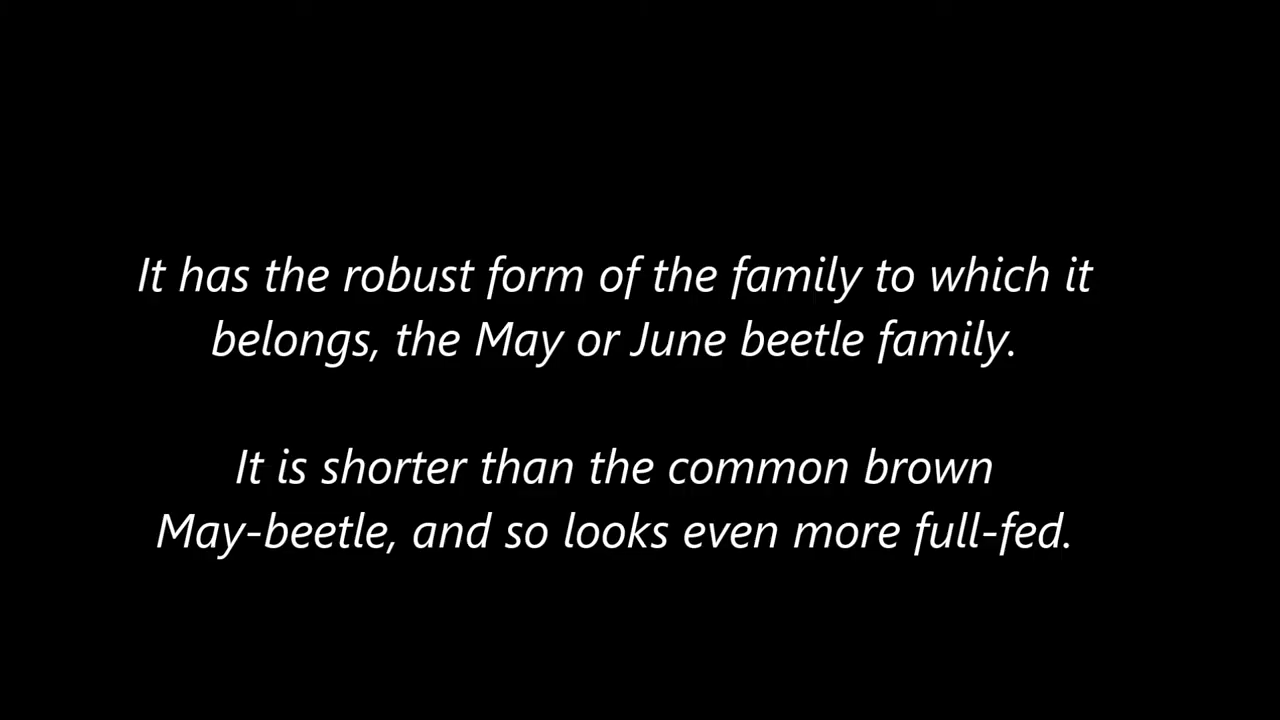 It has the robust form of the family to which it
belongs, the May or June beetle family.
It is shorter than the common brown
May-beetle, and so looks even more full-fed.